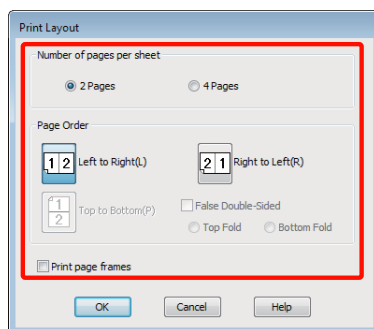 Print Layout
Number of pages per sheet
2 Pages 4 Pages
Page Order
1 2 Left to Right(L) 2 1 Right to Left(R)
1 2 Top to Bottom(P) False Double-Sided
Top Fold Bottom Fold
Print page frames
OK Cancel Help